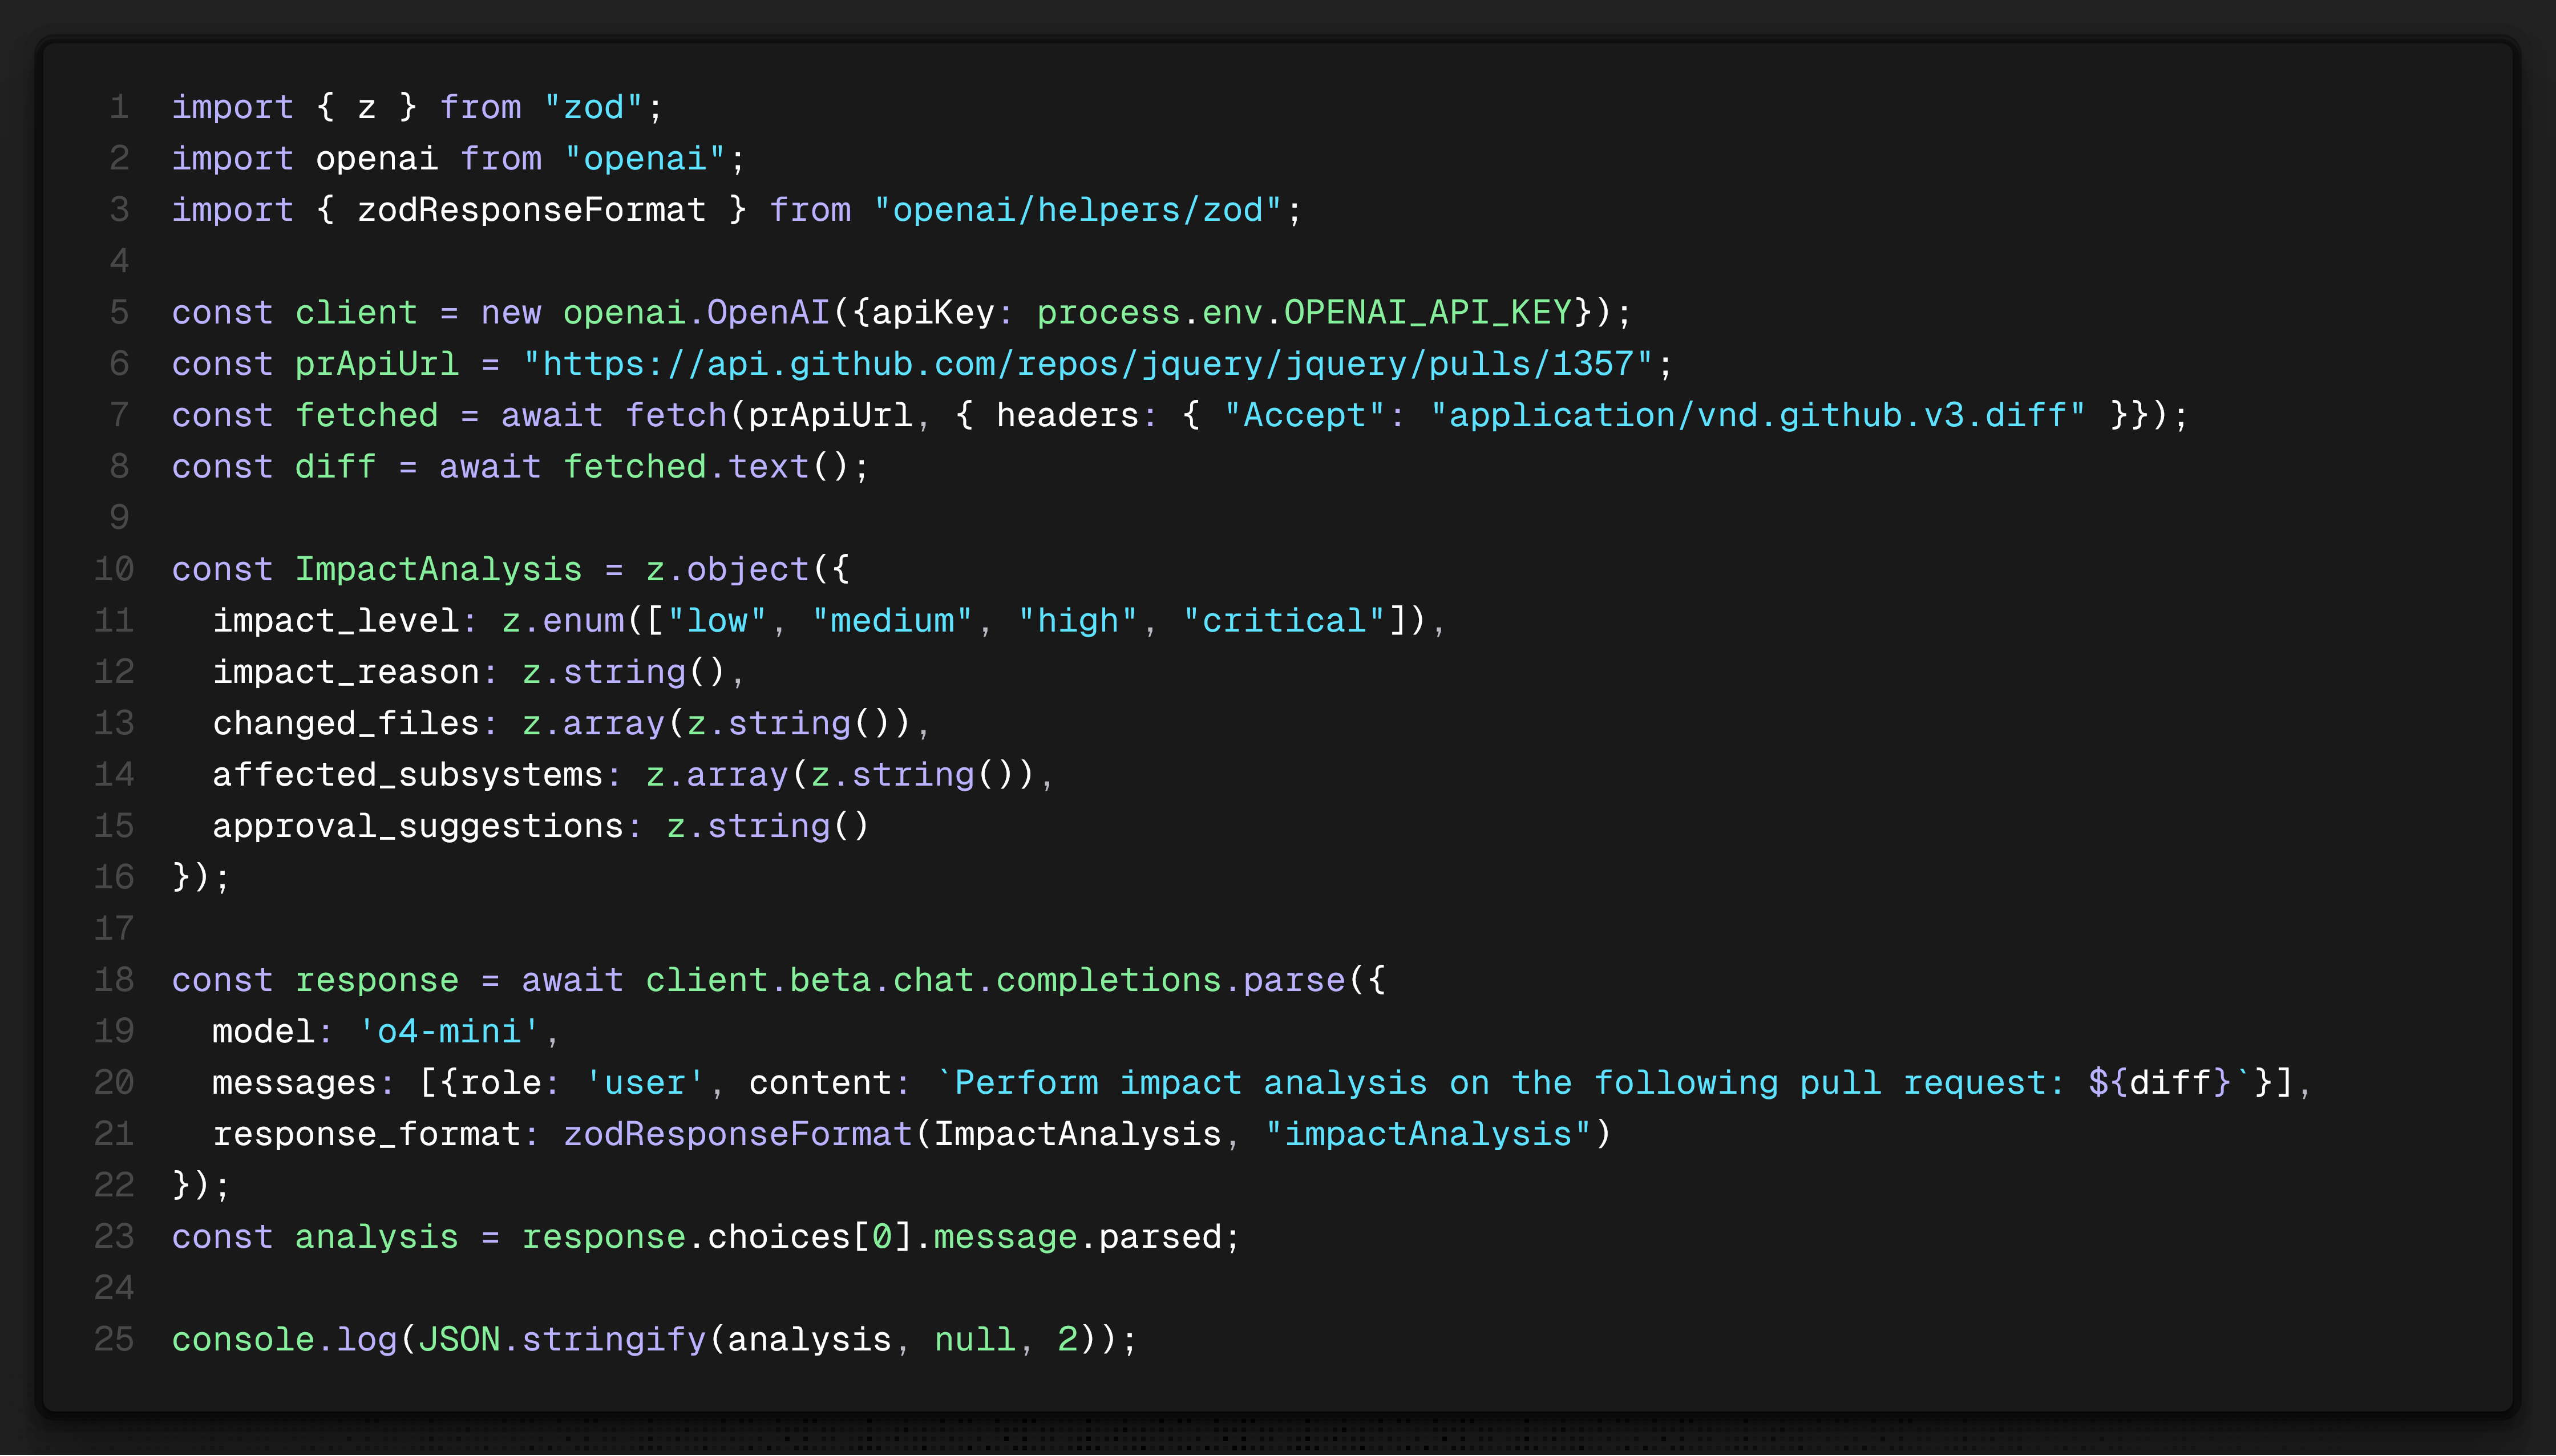 1 import { z } from "zod";
2 import openai from "openai";
3 import { zodResponseFormat } from "openai/helpers/zod";
4
5 const client = new openai.OpenAI({apiKey: process.env.OPENAI_API_KEY});
6 const prApiUrl = "https://api.github.com/repos/jquery/jquery/pulls/1357";
7 const fetched = await fetch(prApiUrl, { headers: { "Accept": "application/vnd.github.v3.diff" }});
8 const diff = await fetched.text();
9
10 const ImpactAnalysis = z.object({
11   impact_level: z.enum(["low", "medium", "high", "critical"]),
12   impact_reason: z.string(),
13   changed_files: z.array(z.string()),
14   affected_subsystems: z.array(z.string()),
15   approval_suggestions: z.string()
16 });
17
18 const response = await client.beta.chat.completions.parse({
19   model: 'o4-mini',
20   messages: [{role: 'user', content: `Perform impact analysis on the following pull request: ${diff}`}],
21   response_format: zodResponseFormat(ImpactAnalysis, "impactAnalysis")
22 });
23 const analysis = response.choices[0].message.parsed;
24
25 console.log(JSON.stringify(analysis, null, 2));